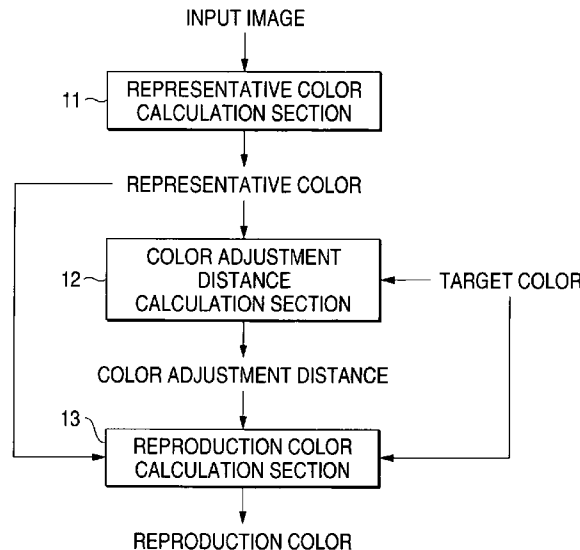 INPUT IMAGE
11
REPRESENTATIVE COLOR
CALCULATION SECTION
REPRESENTATIVE COLOR
12
COLOR ADJUSTMENT
DISTANCE
CALCULATION SECTION
TARGET COLOR
COLOR ADJUSTMENT DISTANCE
13
REPRODUCTION COLOR
CALCULATION SECTION
REPRODUCTION COLOR